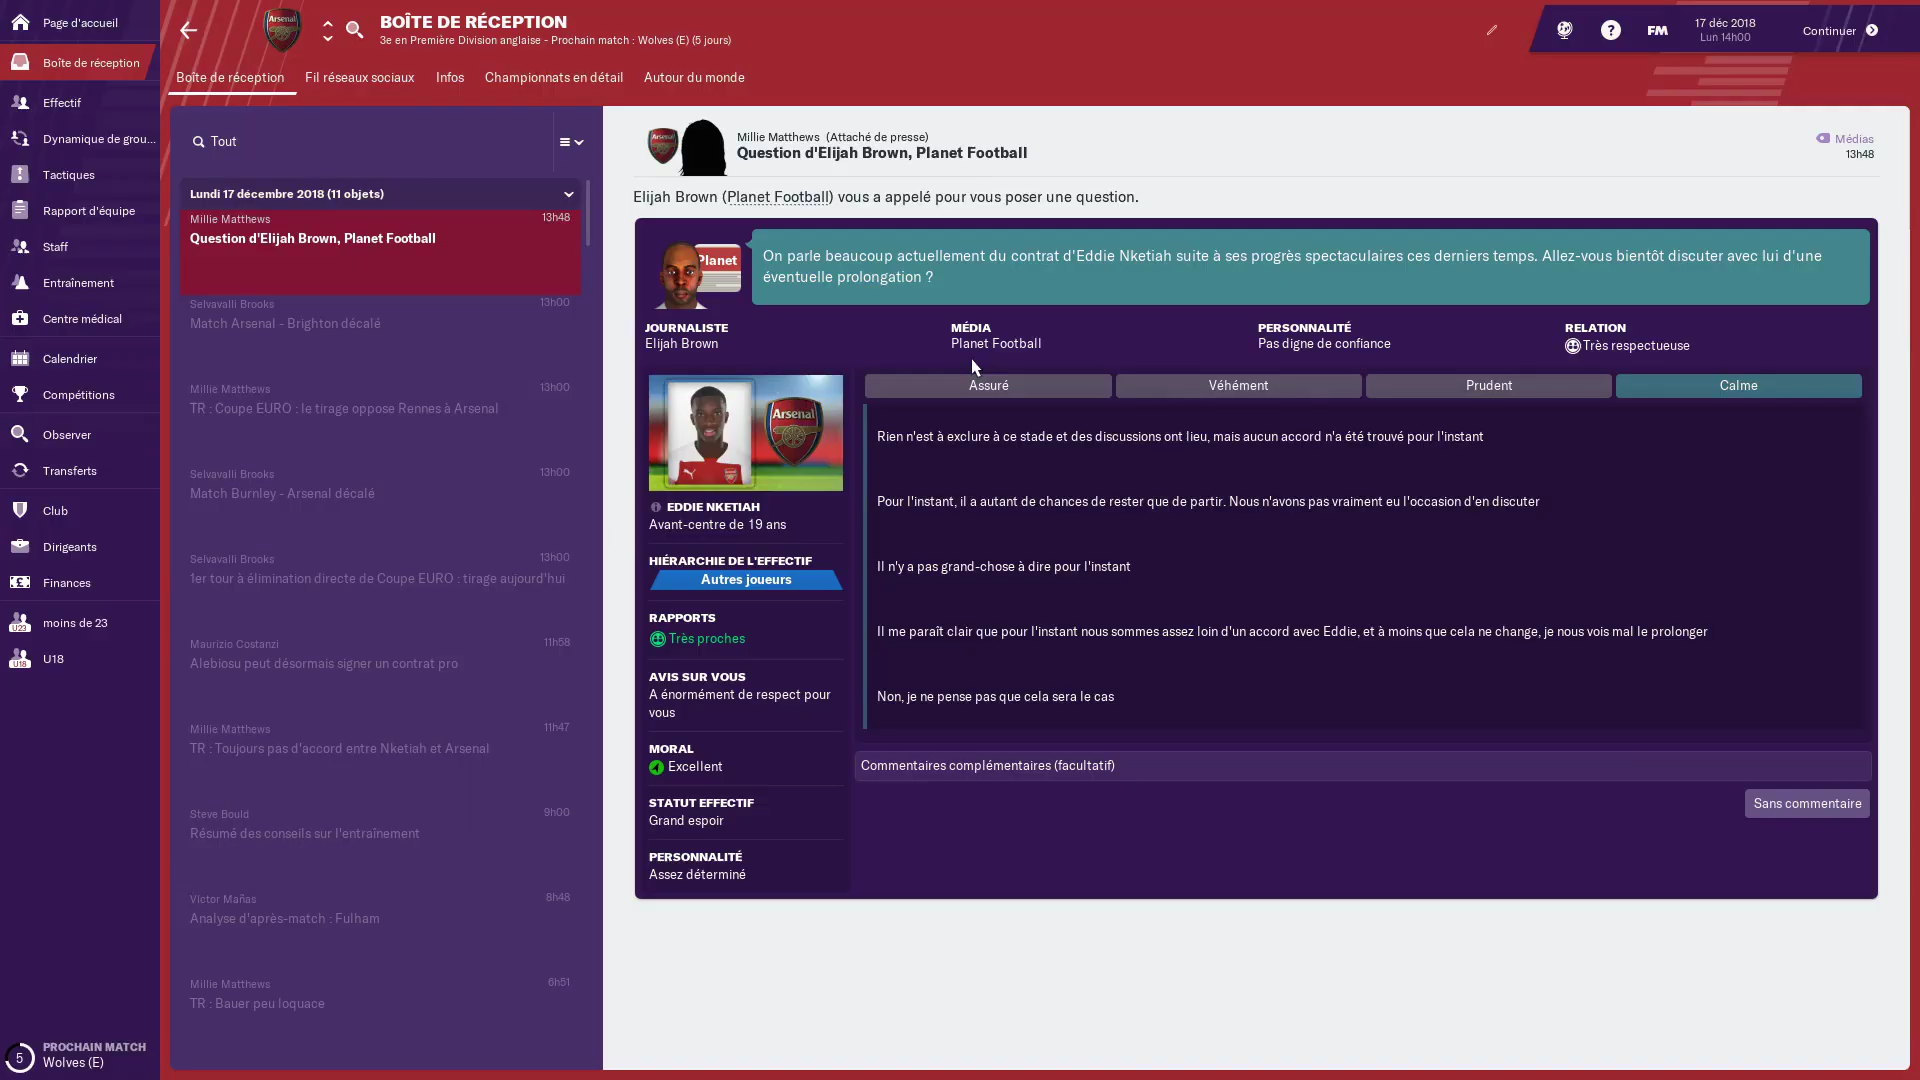 Page d'accueil
Boîte de réception
Effectif
Dynamique de grou...
Tactiques
Rapport d'équipe
Staff
Entraînement
Centre médical
Calendrier
Compétitions
Observer
Transferts
Club
Dirigeants
Finances
U23
moins de 23
U18
U18
5
PROCHAIN MATCH
Wolves (E)
Arsenal
BOÎTE DE RÉCEPTION
3e en Première Division anglaise - Prochain match : Wolves (E) (5 jours)
?
FM
17 déc 2018
Lun 14h00
Continuer
Boîte de réception
Fil réseaux sociaux
Infos
Championnats en détail
Autour du monde
Tout
Lundi 17 décembre 2018 (11 objets)
Millie Matthews
13h48
Question d'Elijah Brown, Planet Football
Selvavalli Brooks
13h00
Match Arsenal - Brighton décalé
Millie Matthews
13h00
TR : Coupe EURO : le tirage oppose Rennes à Arsenal
Selvavalli Brooks
13h00
Match Burnley - Arsenal décalé
Selvavalli Brooks
13h00
1er tour à élimination directe de Coupe EURO : tirage aujourd'hui
Maurizio Costanzi
11h58
Alebiosu peut désormais signer un contrat pro
Millie Matthews
11h47
TR : Toujours pas d'accord entre Nketiah et Arsenal
Steve Bould
9h00
Résumé des conseils sur l'entraînement
Víctor Mañas
8h48
Analyse d'après-match : Fulham
Millie Matthews
6h51
TR : Bauer peu loquace
Arsenal
Millie Matthews (Attaché de presse)
Question d'Elijah Brown, Planet Football
Médias
13h48
Elijah Brown (Planet Football) vous a appelé pour vous poser une question.
Planet
On parle beaucoup actuellement du contrat d'Eddie Nketiah suite à ses progrès spectaculaires ces derniers temps. Allez-vous bientôt discuter avec lui d'une
éventuelle prolongation ?
JOURNALISTE
Elijah Brown
MÉDIA
Planet Football
PERSONNALITÉ
Pas digne de confiance
RELATION
Très respectueuse
Arsenal
EDDIE NKETIAH
Avant-centre de 19 ans
HIÉRARCHIE DE L'EFFECTIF
Autres joueurs
RAPPORTS
Très proches
AVIS SUR VOUS
A énormément de respect pour
vous
MORAL
Excellent
STATUT EFFECTIF
Grand espoir
PERSONNALITÉ
Assez déterminé
Assuré
Véhément
Prudent
Calme
Rien n'est à exclure à ce stade et des discussions ont lieu, mais aucun accord n'a été trouvé pour l'instant
Pour l'instant, il a autant de chances de rester que de partir. Nous n'avons pas vraiment eu l'occasion d'en discuter
Il n'y a pas grand-chose à dire pour l'instant
Il me paraît clair que pour l'instant nous sommes assez loin d'un accord avec Eddie, et à moins que cela ne change, je nous vois mal le prolonger
Non, je ne pense pas que cela sera le cas
Commentaires complémentaires (facultatif)
Sans commentaire